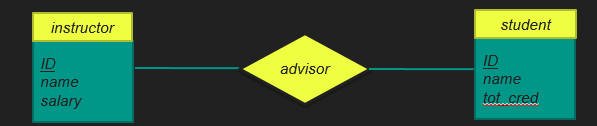 instructor
ID
name
salary
advisor
student
ID
name
tot_cred